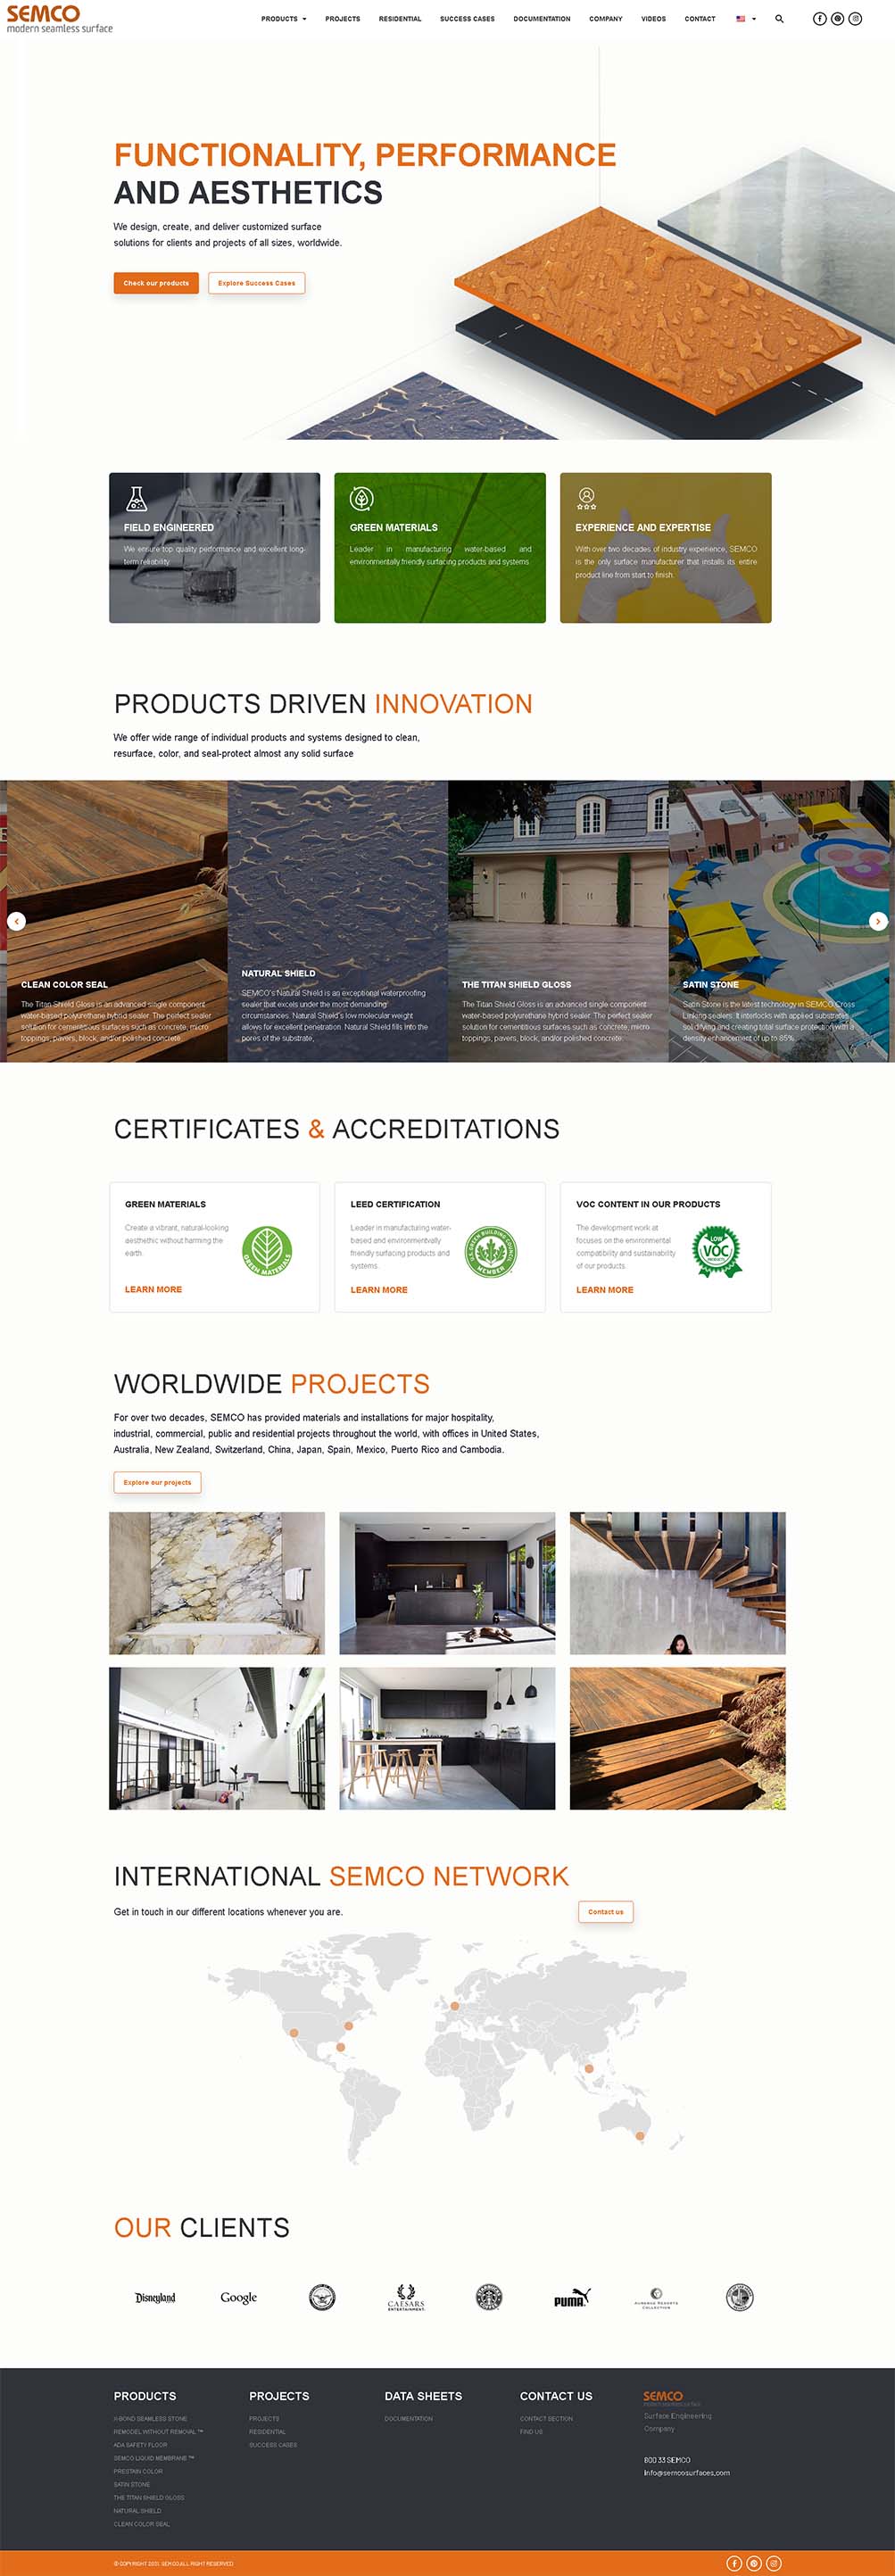 SEMCO
modern seamless surface
PRODUCTS PROJECTS RESIDENTIAL SUCCESS CASES DOCUMENTATION COMPANY VIDEOS CONTACT
FUNCTIONALITY, PERFORMANCE
AND AESTHETICS
We design, create, and deliver customized surface
solutions for clients and projects of all sizes, worldwide.
Check our products Explore Success Cases
FIELD ENGINEERED
We ensure top quality performance and excellent long-
term reliability
GREEN MATERIALS
Leader in manufacturing water-based and
environmentally friendly surfacing products and systems
EXPERIENCE AND EXPERTISE
With over two decades of industry experience, SEMCO
is the only surface manufacturer that installs its entire
product line from start to finish.
PRODUCTS DRIVEN INNOVATION
We offer wide range of individual products and systems designed to clean,
resurface, color, and seal-protect almost any solid surface
CLEAN COLOR SEAL
The Titan Shield Gloss is an advanced single component
water-based polyurethane hybrid sealer. The perfect sealer
solution for cementitious surfaces such as concrete, micro
toppings, pavers, block, and/or polished concrete.
NATURAL SHIELD
SEMCO's Natural Shield is an exceptional waterproofing
sealer that excels under the most demanding
circumstances. Natural Shield's low molecular weight
allows for excellent penetration. Natural Shield fills into the
pores of the substrate,
THE TITAN SHIELD GLOSS
The Titan Shield Gloss is an advanced single component
water-based polyurethane hybrid sealer. The perfect sealer
solution for cementitious surfaces such as concrete, micro
toppings, pavers, block, and/or polished concrete.
SATIN STONE
Satin Stone is the latest technology in SEMCO Cross
Linking sealers. It interlocks with applied substrates
solidifying and creating total surface protection with a
density enhancement of up to 85%.
CERTIFICATES & ACCREDITATIONS
GREEN MATERIALS
Create a vibrant, natural-looking
aesthethic without harming the
earth
LEARN MORE
GREEN MATERIALS
LEED CERTIFICATION
Leader in manufacturing water-
based and environmentvally
friendly surfacing products and
systems.
LEARN MORE
U.S. GREEN BUILDING COUNCIL
MEMBER
VOC CONTENT IN OUR PRODUCTS
The development work at
focuses on the environmental
compatibility and sustainability
of our products.
LEARN MORE
LOW
VOC
PRODUCTS
WORLDWIDE PROJECTS
For over two decades, SEMCO has provided materials and installations for major hospitality,
industrial, commercial, public and residential projects throughout the world, with offices in United States,
Australia, New Zealand, Switzerland, China, Japan, Spain, Mexico, Puerto Rico and Cambodia.
Explore our projects
INTERNATIONAL SEMCO NETWORK
Get in touch in our different locations whenever you are.
Contact us
OUR CLIENTS
Disneyland
Google
CAESARS
ENTERTAINMENT
PUMA
AUBERGE RESORTS
COLLECTION
PRODUCTS
X-BOND SEAMLESS STONE
REMODEL WITHOUT REMOVAL ™
ADA SAFETY FLOOR
SEMCO LIQUID MEMBRANE ™
PRESTAIN COLOR
SATIN STONE
THE TITAN SHIELD GLOSS
NATURAL SHIELD
CLEAN COLOR SEAL
PROJECTS
PROJECTS
RESIDENTIAL
SUCCESS CASES
DATA SHEETS
DOCUMENTATION
CONTACT US
CONTACT SECTION
FIND US
SEMCO
modern seamless surface
Surface Engineering
Company
800 33 SEMCO
info@semcosurfaces.com
© COPYRIGHT 2021. SEMCO ALL RIGHT RESERVED